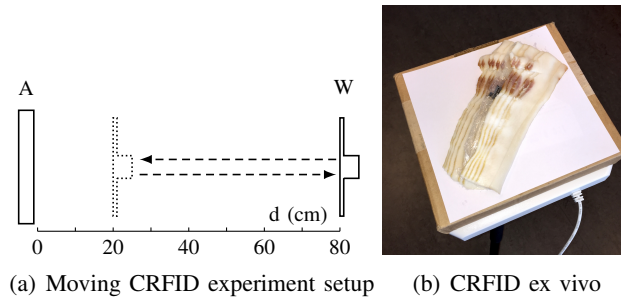 A
W
d (cm)
0 20 40 60 80
(a) Moving CRFID experiment setup
(b) CRFID ex vivo